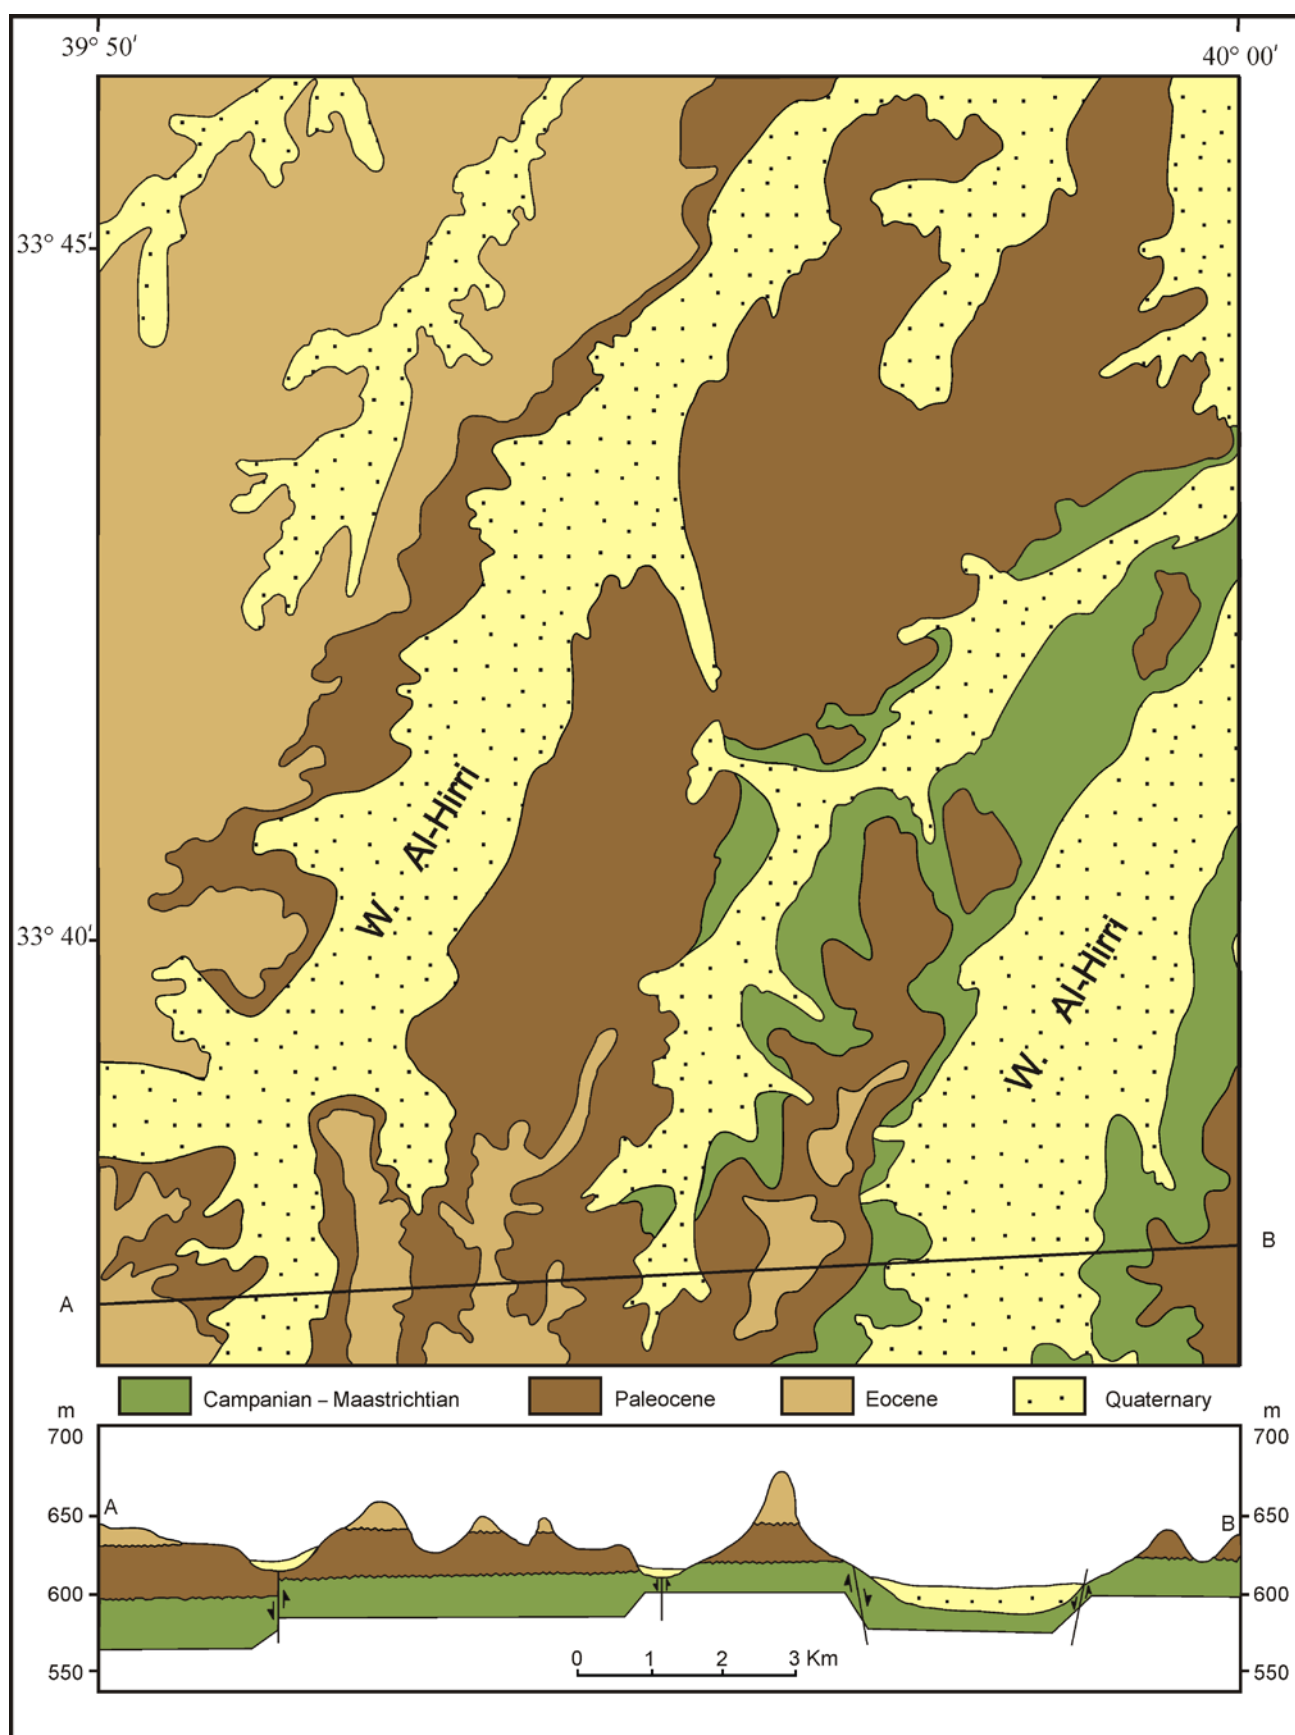 39° 50'
40° 00'
33° 45'
W. Al-Hirri
33° 40'
W. Al-Hirri
B
A
Campanian – Maastrichtian
Paleocene
Eocene
Quaternary
m
m
700
700
A
650
650
B
600
600
0 1 2 3 Km
550
550